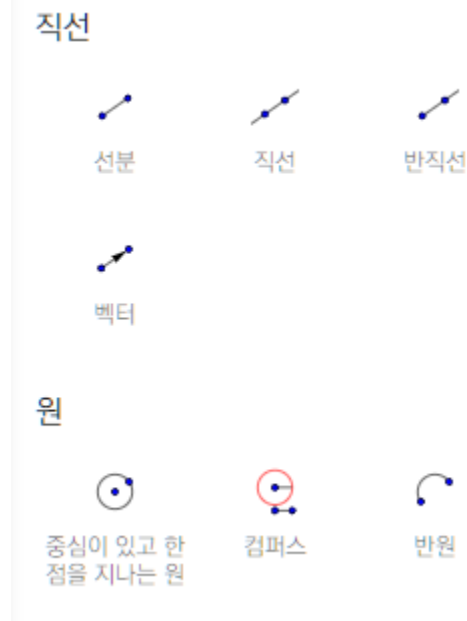 직선
선분
직선
반직선
벡터
원
중심이 있고 한
점을 지나는 원
컴퍼스
반원